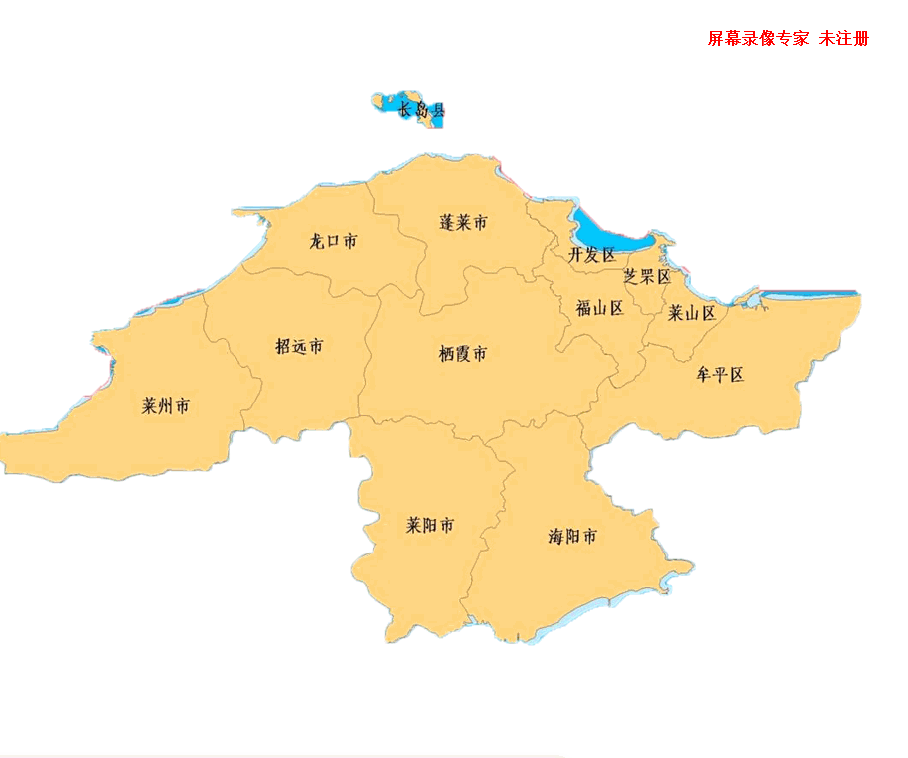 屏幕录像专家 未注册
长岛县
蓬莱市
龙口市
开发区
芝罘区
福山区
莱山区
招远市
栖霞市
牟平区
莱州市
莱阳市
海阳市